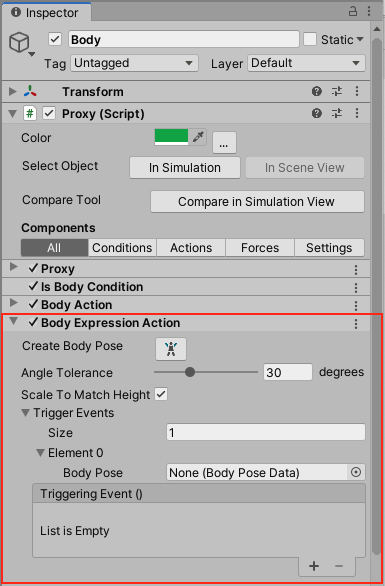 Inspector
Body
Static
Tag Untagged Layer Default
Transform
# Proxy (Script)
Color ...
Select Object In Simulation In Scene View
Compare Tool Compare in Simulation View
Components
All Conditions Actions Forces Settings
Proxy
Is Body Condition
Body Action
Body Expression Action
Create Body Pose
Angle Tolerance 30 degrees
Scale To Match Height
Trigger Events
Size 1
Element 0
Body Pose None (Body Pose Data)
Triggering Event ()
List is Empty
+ −